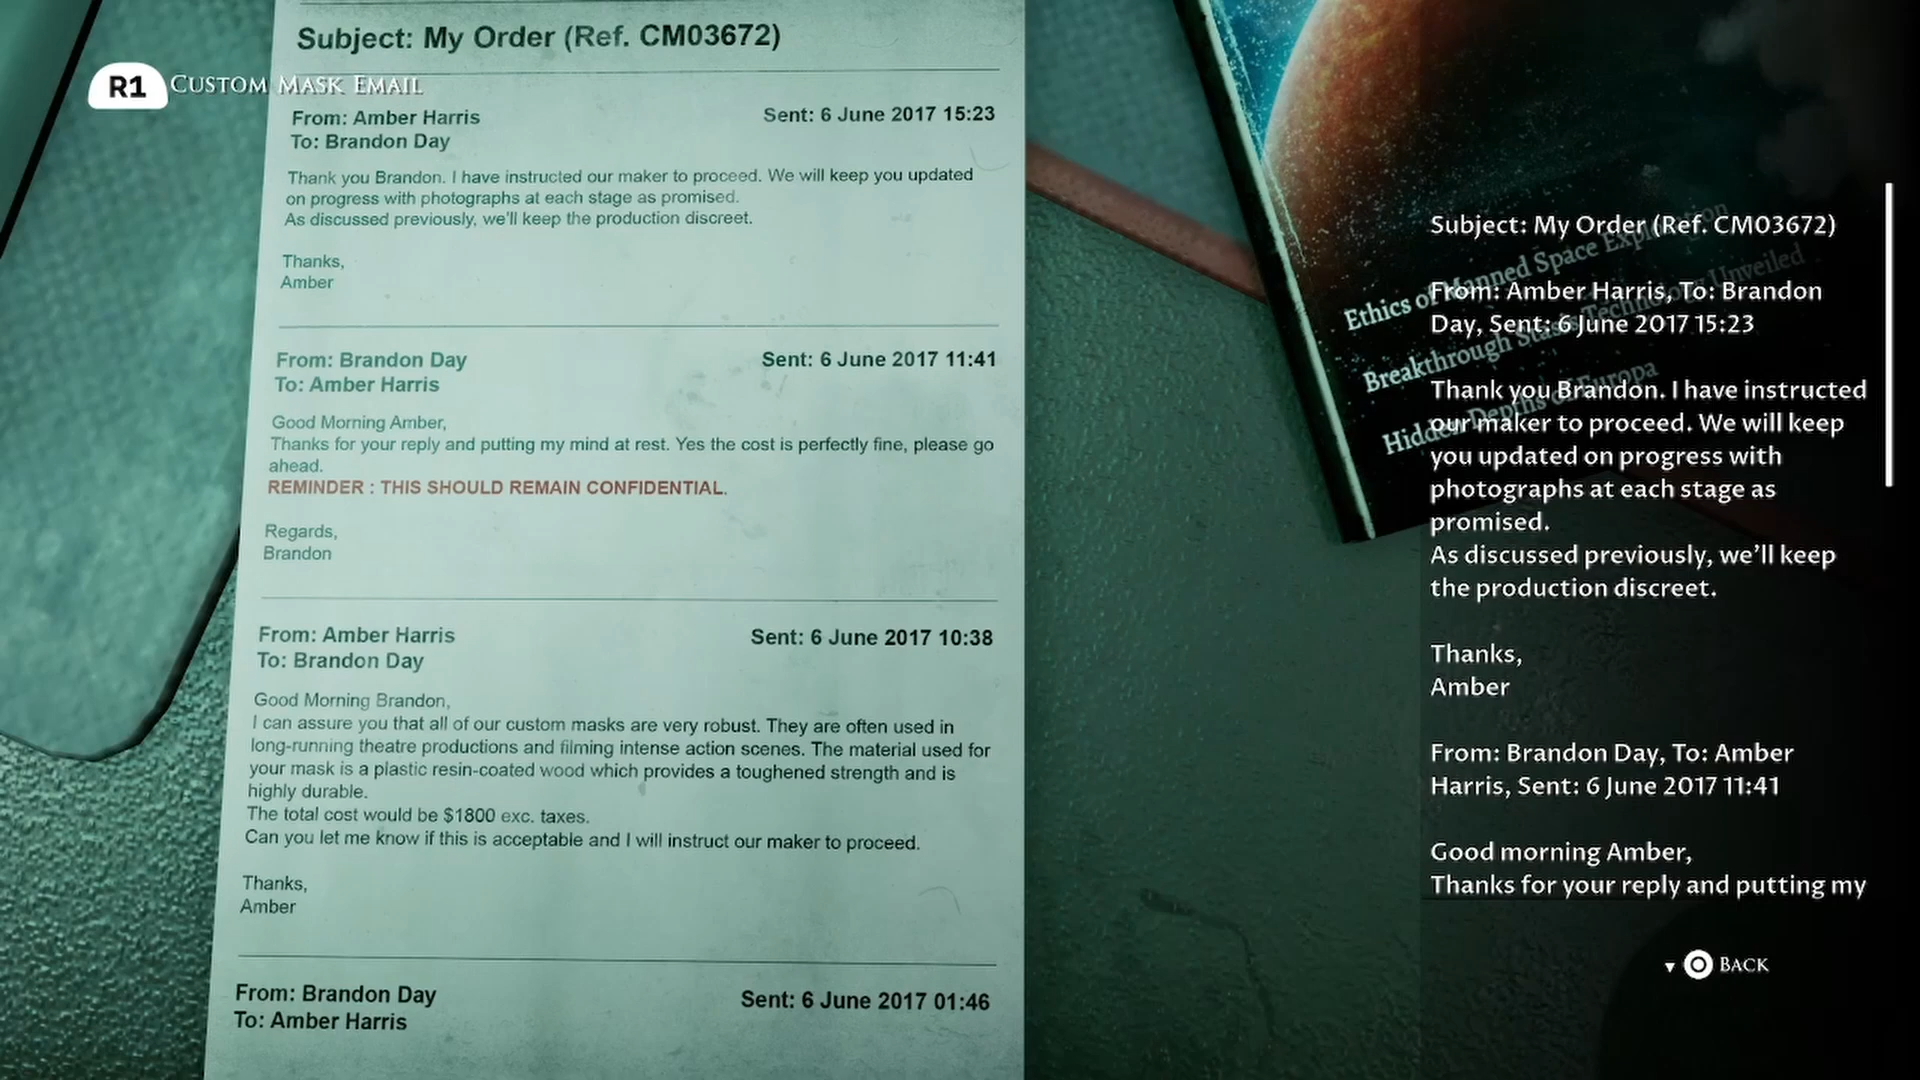 Subject: My Order (Ref. CM03672)
R1 Custom Mask Email
From: Amber Harris
Sent: 6 June 2017 15:23
To: Brandon Day
Thank you Brandon. I have instructed our maker to proceed. We will keep you updated
on progress with photographs at each stage as promised.
As discussed previously, we'll keep the production discreet.
Thanks,
Amber
From: Brandon Day
Sent: 6 June 2017 11:41
To: Amber Harris
Good Morning Amber,
Thanks for your reply and putting my mind at rest. Yes the cost is perfectly fine, please go
ahead.
REMINDER : THIS SHOULD REMAIN CONFIDENTIAL.
Regards,
Brandon
From: Amber Harris
Sent: 6 June 2017 10:38
To: Brandon Day
Good Morning Brandon,
I can assure you that all of our custom masks are very robust. They are often used in
long-running theatre productions and filming intense action scenes. The material used for
your mask is a plastic resin-coated wood which provides a toughened strength and is
highly durable.
The total cost would be $1800 exc. taxes.
Can you let me know if this is acceptable and I will instruct our maker to proceed.
Thanks,
Amber
From: Brandon Day
Sent: 6 June 2017 01:46
To: Amber Harris
Ethics of Manned Space Exploration
Breakthrough Stasis Technology Unveiled
Hidden Depths of Europa
Subject: My Order (Ref. CM03672)
From: Amber Harris, To: Brandon
Day, Sent: 6 June 2017 15:23
Thank you Brandon. I have instructed
our maker to proceed. We will keep
you updated on progress with
photographs at each stage as
promised.
As discussed previously, we'll keep
the production discreet.
Thanks,
Amber
From: Brandon Day, To: Amber
Harris, Sent: 6 June 2017 11:41
Good morning Amber,
Thanks for your reply and putting my
Back